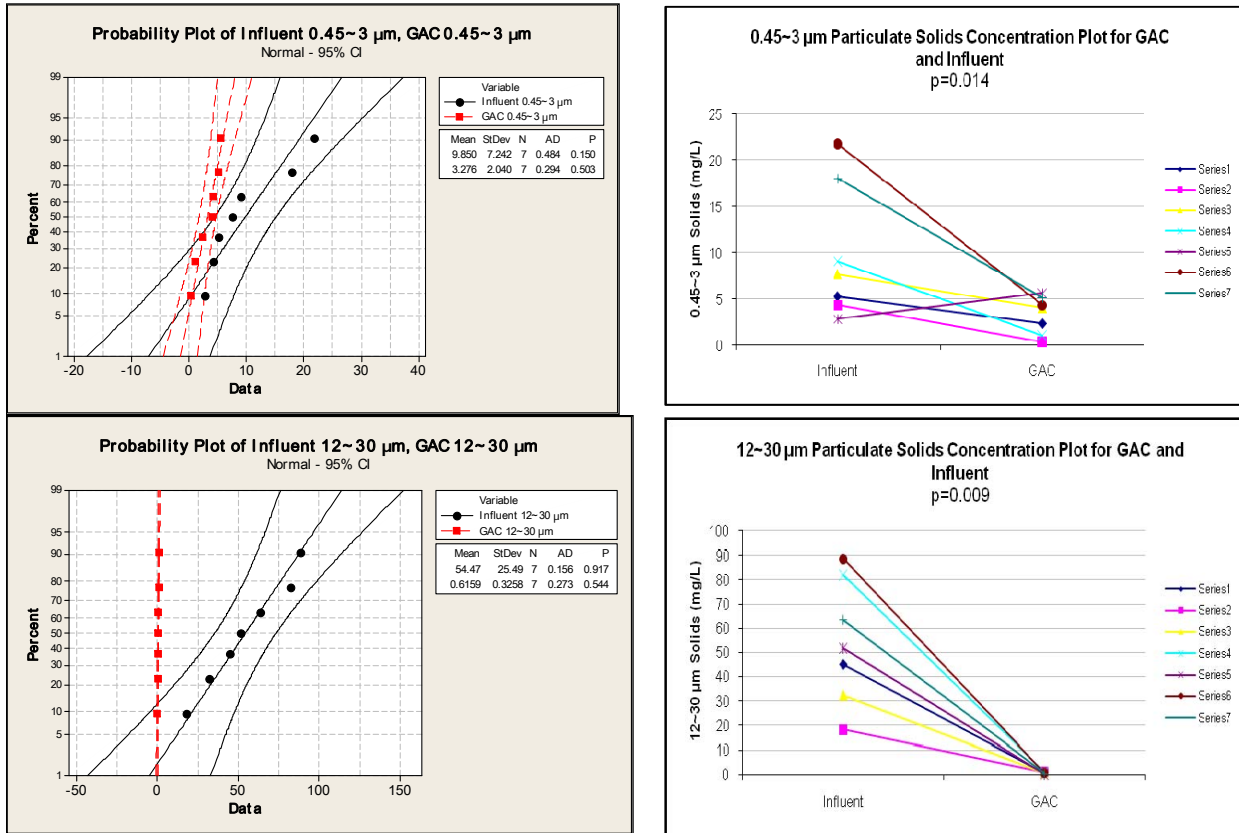 Probability Plot of Influent 0.45~3 µm, GAC 0.45~3 µm
Normal - 95% CI
99
95
90
80
70
60
50
40
30
20
10
5
1
Percent
-20
-10
0
10
20
30
40
Data
Variable
Influent 0.45~3 µm
GAC 0.45~3 µm
Mean StDev N AD P
9.850 7.242 7 0.484 0.150
3.276 2.040 7 0.294 0.503
0.45~3 µm Particulate Solids Concentration Plot for GAC
and Influent
p=0.014
25
20
15
10
5
0
0.45~3 µm Solids (mg/L)
Influent
GAC
Series1
Series2
Series3
Series4
Series5
Series6
Series7
Probability Plot of Influent 12~30 µm, GAC 12~30 µm
Normal - 95% CI
99
95
90
80
70
60
50
40
30
20
10
5
1
Percent
-50
0
50
100
150
Data
Variable
Influent 12~30 µm
GAC 12~30 µm
Mean StDev N AD P
54.47 25.49 7 0.156 0.917
0.6159 0.3258 7 0.273 0.544
12~30 µm Particulate Solids Concentration Plot for GAC and
Influent
p=0.009
100
90
80
70
60
50
40
30
20
10
0
12~30 µm Solids (mg/L)
Influent
GAC
Series1
Series2
Series3
Series4
Series5
Series6
Series7